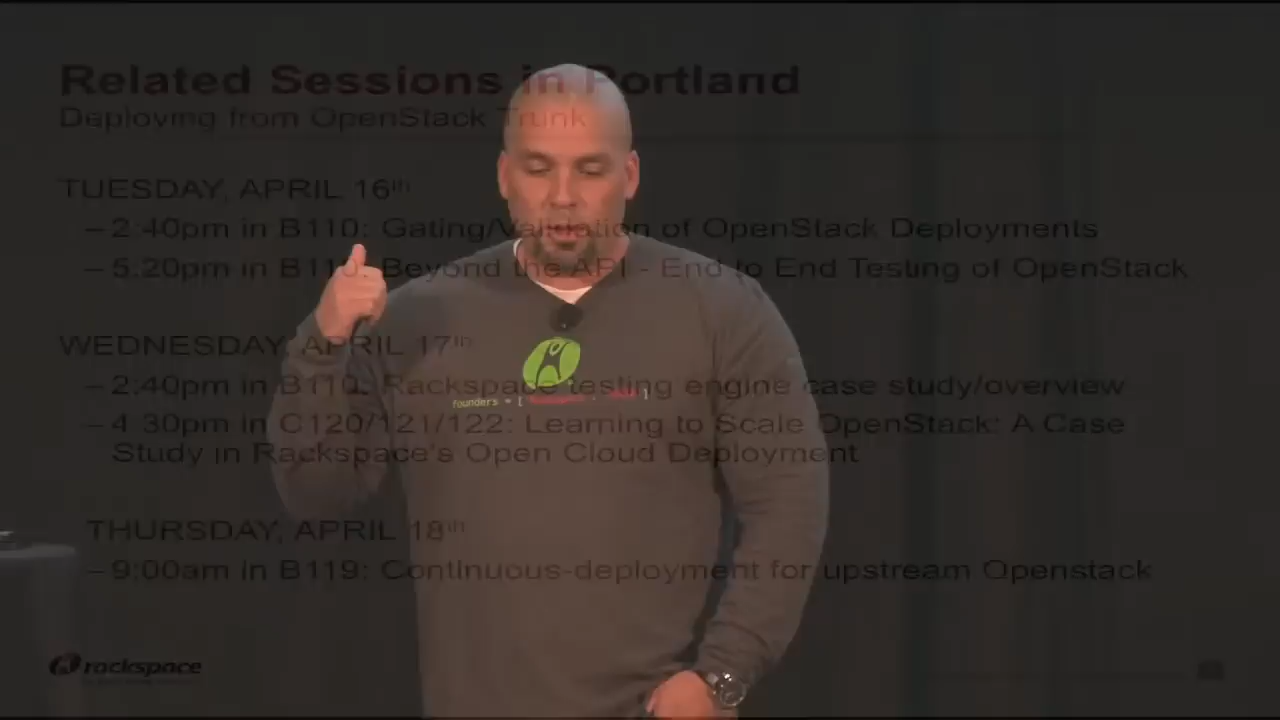 Related Sessions in Portland
Deploying from OpenStack Trunk
TUESDAY, APRIL 16th
– 2:40pm in B110: Gating/Validation of OpenStack Deployments
– 5:20pm in B110: Beyond the API - End to End Testing of OpenStack
WEDNESDAY, APRIL 17th
– 2:40pm in B110: Rackspace testing engine case study/overview
founders = [
– 4:30pm in C120/121/122: Learning to Scale OpenStack: A Case
Study in Rackspace's Open Cloud Deployment
THURSDAY, APRIL 18th
– 9:00am in B119: Continuous-deployment for upstream Openstack
rackspace